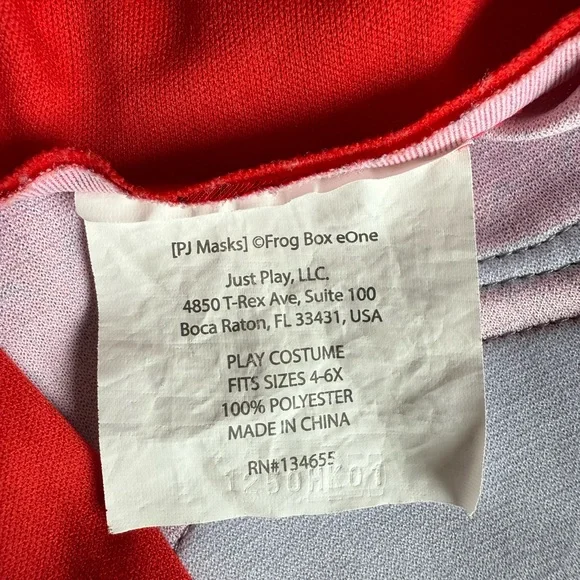 [PJ Masks] ©Frog Box eOne
Just Play, LLC.
4850 T-Rex Ave, Suite 100
Boca Raton, FL 33431, USA
PLAY COSTUME
FITS SIZES 4-6X
100% POLYESTER
MADE IN CHINA
RN#134655